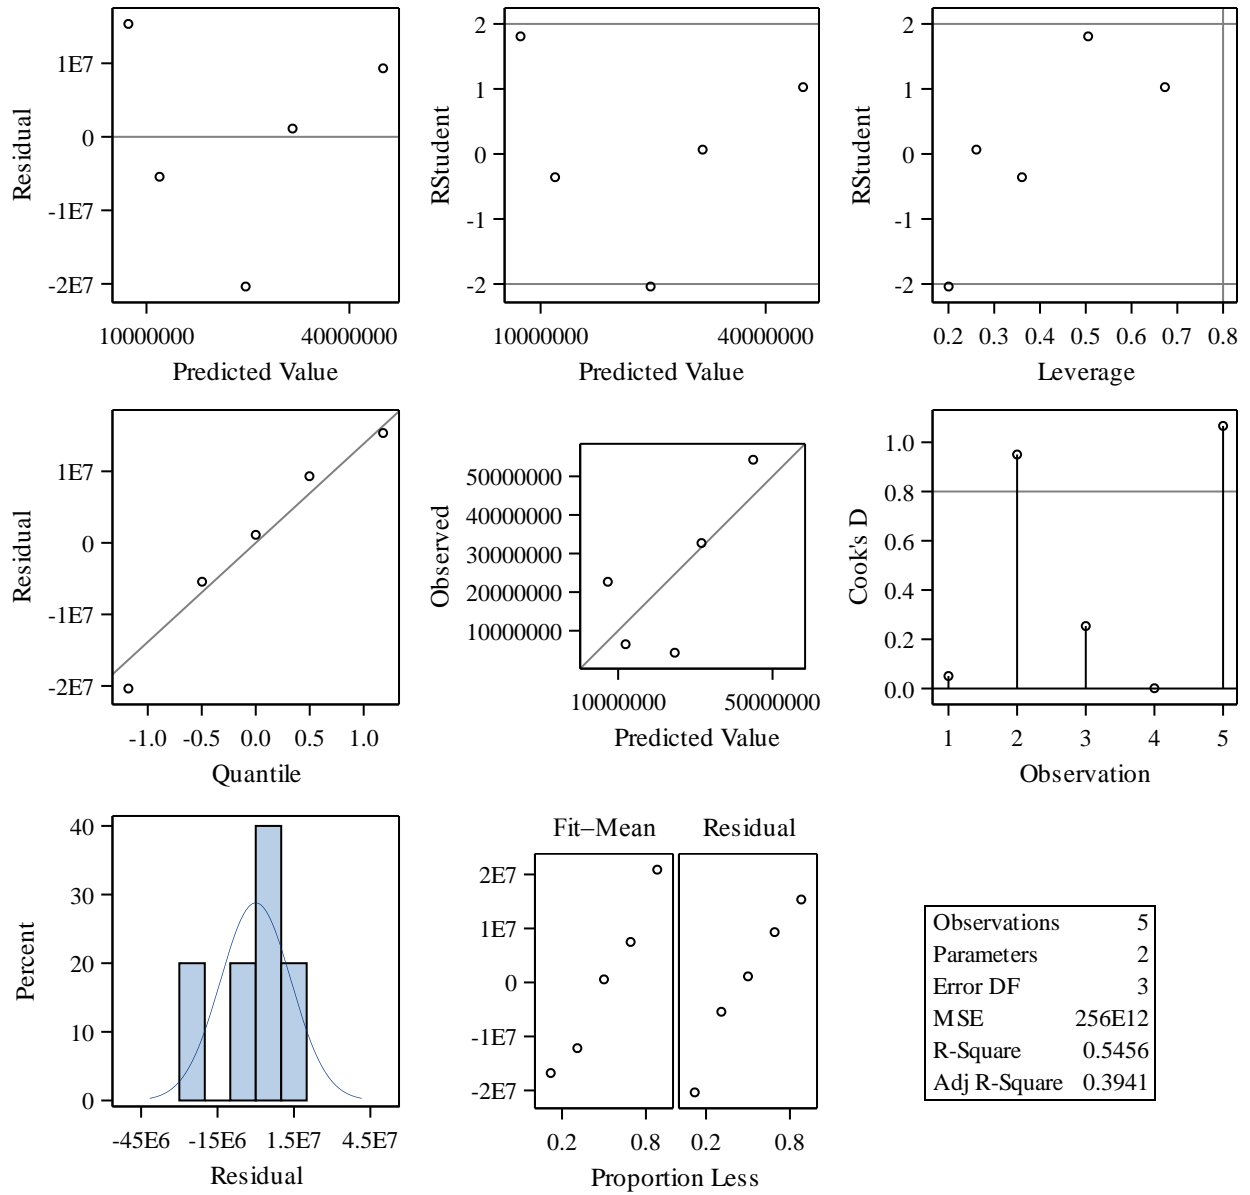 1E7
0
-1E7
-2E7
Residual
10000000 40000000
Predicted Value
2
1
0
-1
-2
RStudent
10000000 40000000
Predicted Value
2
1
0
-1
-2
RStudent
0.2 0.3 0.4 0.5 0.6 0.7 0.8
Leverage
1E7
0
-1E7
-2E7
Residual
-1.0 -0.5 0.0 0.5 1.0
Quantile
50000000
40000000
30000000
20000000
10000000
Observed
10000000 50000000
Predicted Value
1.0
0.8
0.6
0.4
0.2
0.0
Cook's D
1 2 3 4 5
Observation
40
30
20
10
0
Percent
-45E6 -15E6 1.5E7 4.5E7
Residual
Fit–Mean Residual
2E7
1E7
0
-1E7
-2E7
0.2 0.8 0.2 0.8
Proportion Less
Observations 5
Parameters 2
Error DF 3
MSE 256E12
R-Square 0.5456
Adj R-Square 0.3941